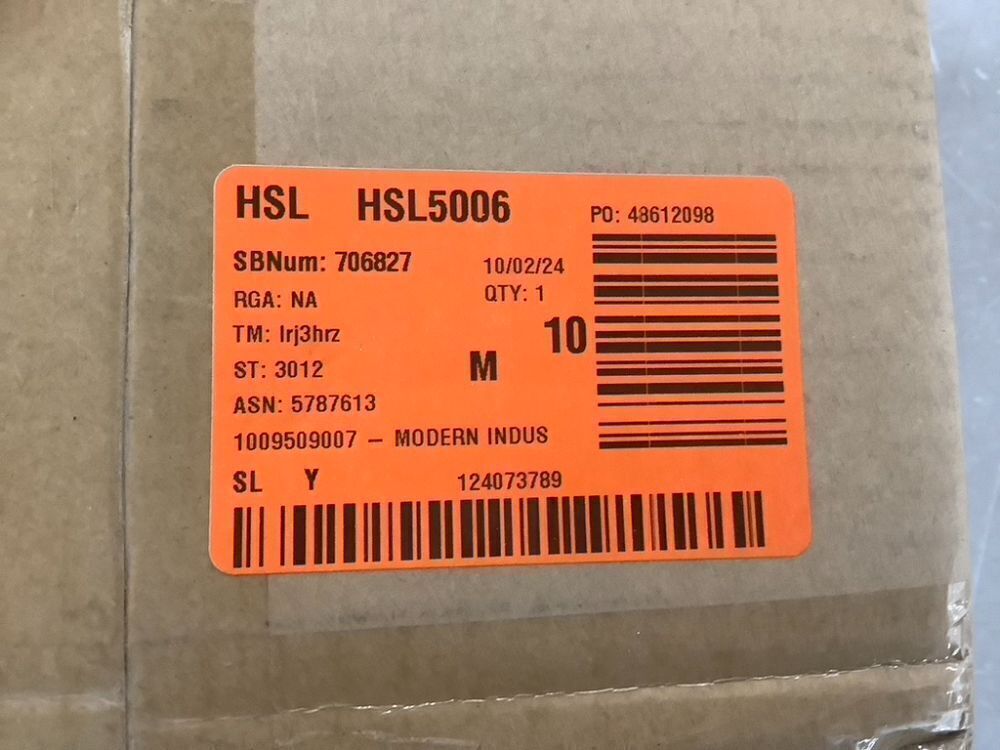 HSL HSL5006
PO: 48612098
SBNum: 706827
10/02/24
RGA: NA
QTY: 1
TM: lrj3hrz
10
ST: 3012
M
ASN: 5787613
1009509007 – MODERN INDUS
SL Y 124073789